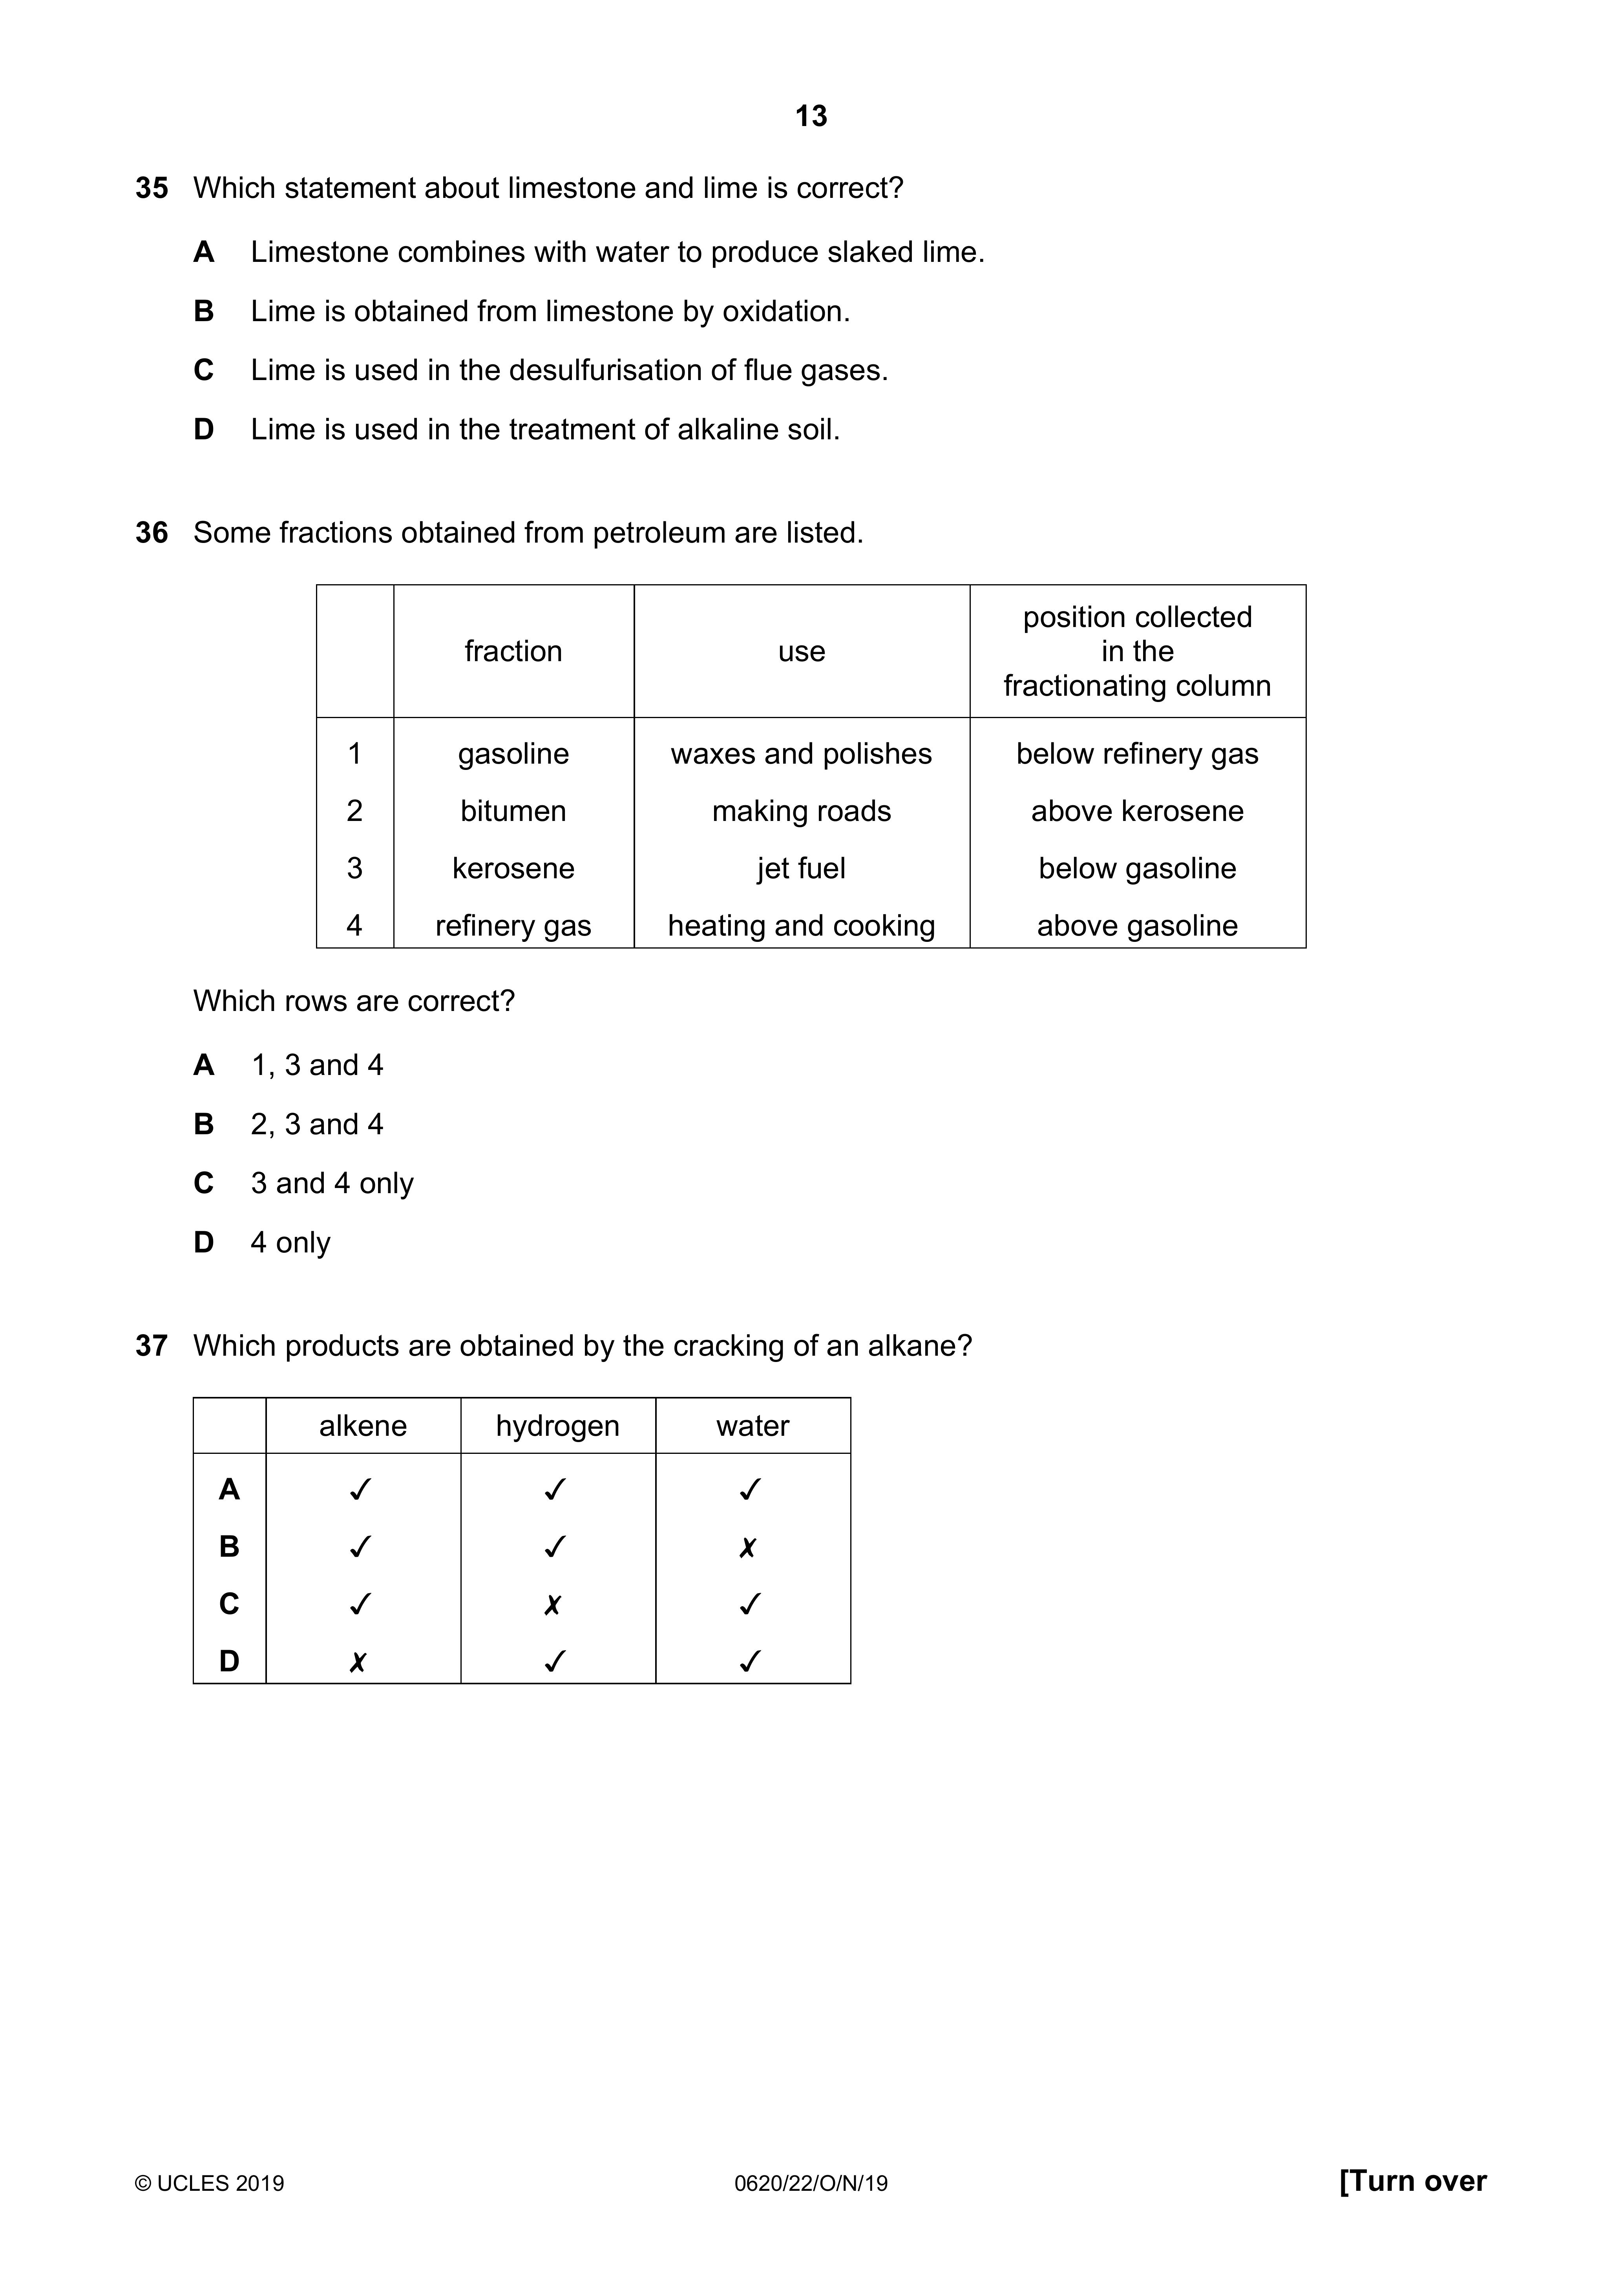 13
35 Which statement about limestone and lime is correct?
A Limestone combines with water to produce slaked lime.
B Lime is obtained from limestone by oxidation.
C Lime is used in the desulfurisation of flue gases.
D Lime is used in the treatment of alkaline soil.
36 Some fractions obtained from petroleum are listed.
fraction use position collected in the fractionating column
1 gasoline waxes and polishes below refinery gas
2 bitumen making roads above kerosene
3 kerosene jet fuel below gasoline
4 refinery gas heating and cooking above gasoline
Which rows are correct?
A 1, 3 and 4
B 2, 3 and 4
C 3 and 4 only
D 4 only
37 Which products are obtained by the cracking of an alkane?
alkene hydrogen water
A ✓ ✓ ✓
B ✓ ✓ ✗
C ✓ ✗ ✓
D ✗ ✓ ✓
© UCLES 2019 0620/22/O/N/19 [Turn over